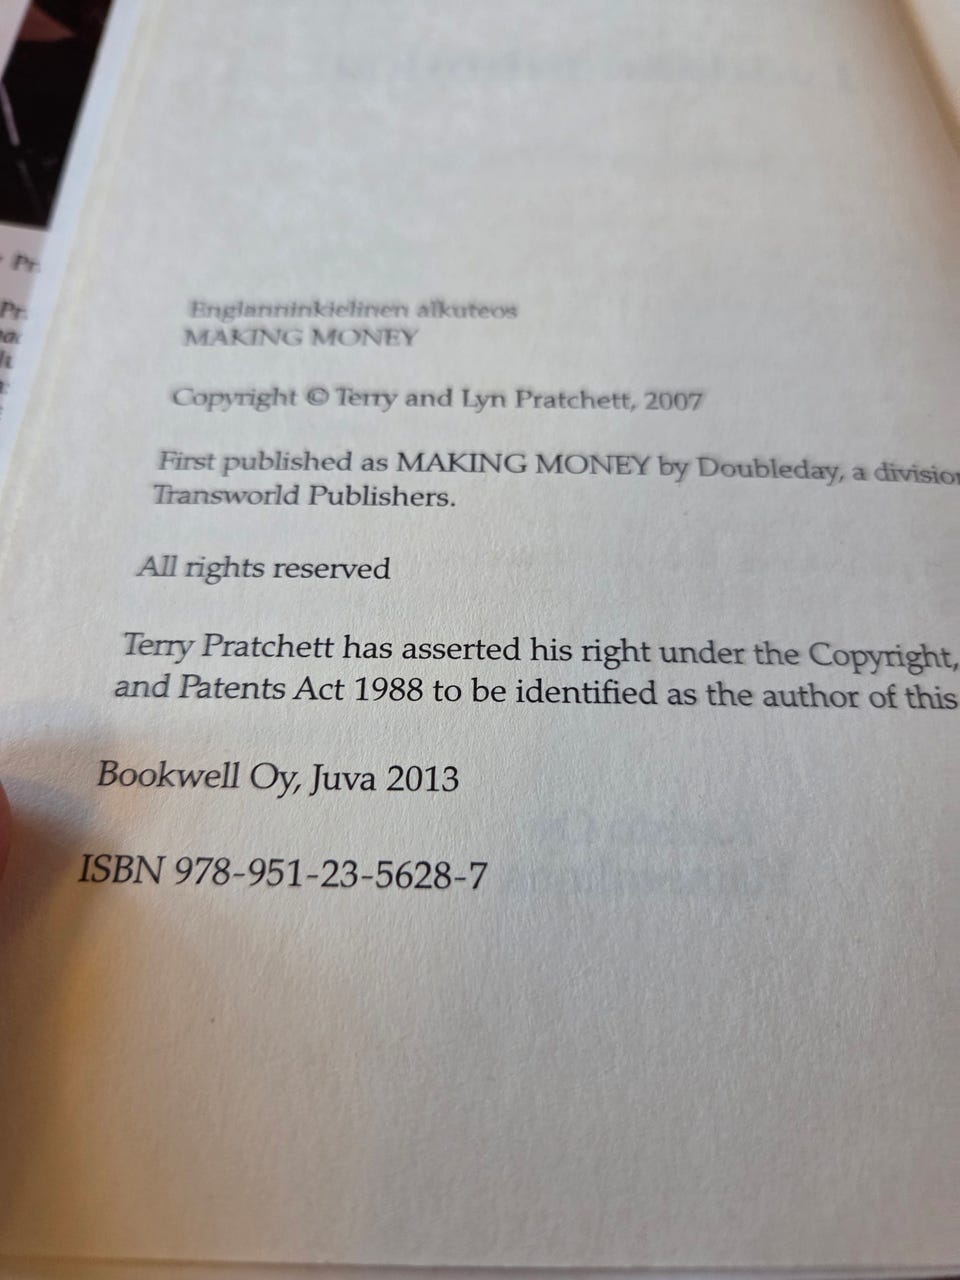 Englanninkielinen alkuteos
MAKING MONEY
Copyright © Terry and Lyn Pratchett, 2007
First published as MAKING MONEY by Doubleday, a division
Transworld Publishers.
All rights reserved
Terry Pratchett has asserted his right under the Copyright,
and Patents Act 1988 to be identified as the author of this
Bookwell Oy, Juva 2013
ISBN 978-951-23-5628-7